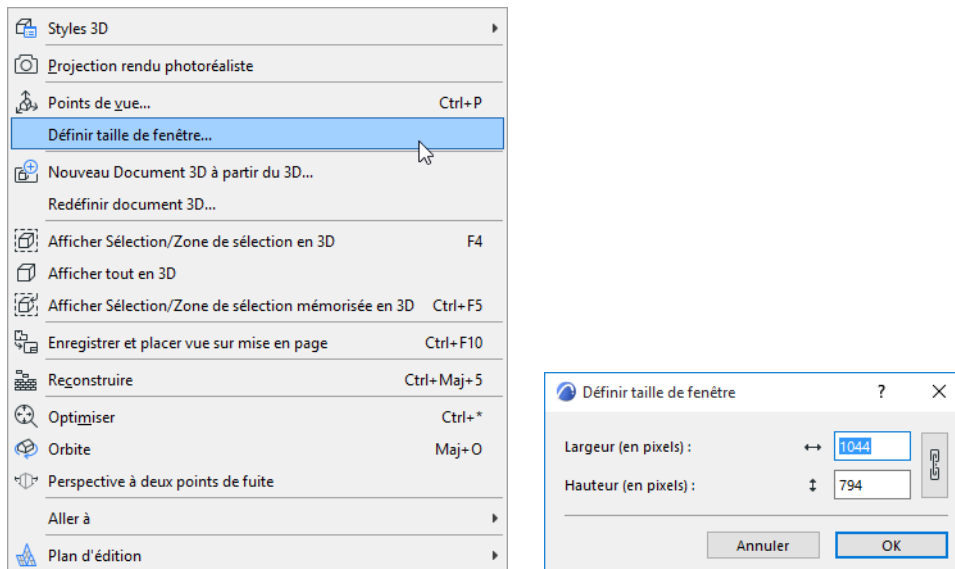 Styles 3D
Projection rendu photoréaliste
Points de vue... Ctrl+P
Définir taille de fenêtre...
Nouveau Document 3D à partir du 3D...
Redéfinir document 3D...
Afficher Sélection/Zone de sélection en 3D F4
Afficher tout en 3D
Afficher Sélection/Zone de sélection mémorisée en 3D Ctrl+F5
Enregistrer et placer vue sur mise en page Ctrl+F10
Reconstruire Ctrl+Maj+5
Optimiser Ctrl+*
Orbite Maj+O
Perspective à deux points de fuite
Aller à
Plan d'édition
Définir taille de fenêtre ?
Largeur (en pixels) : 1044
Hauteur (en pixels) : 794
Annuler OK